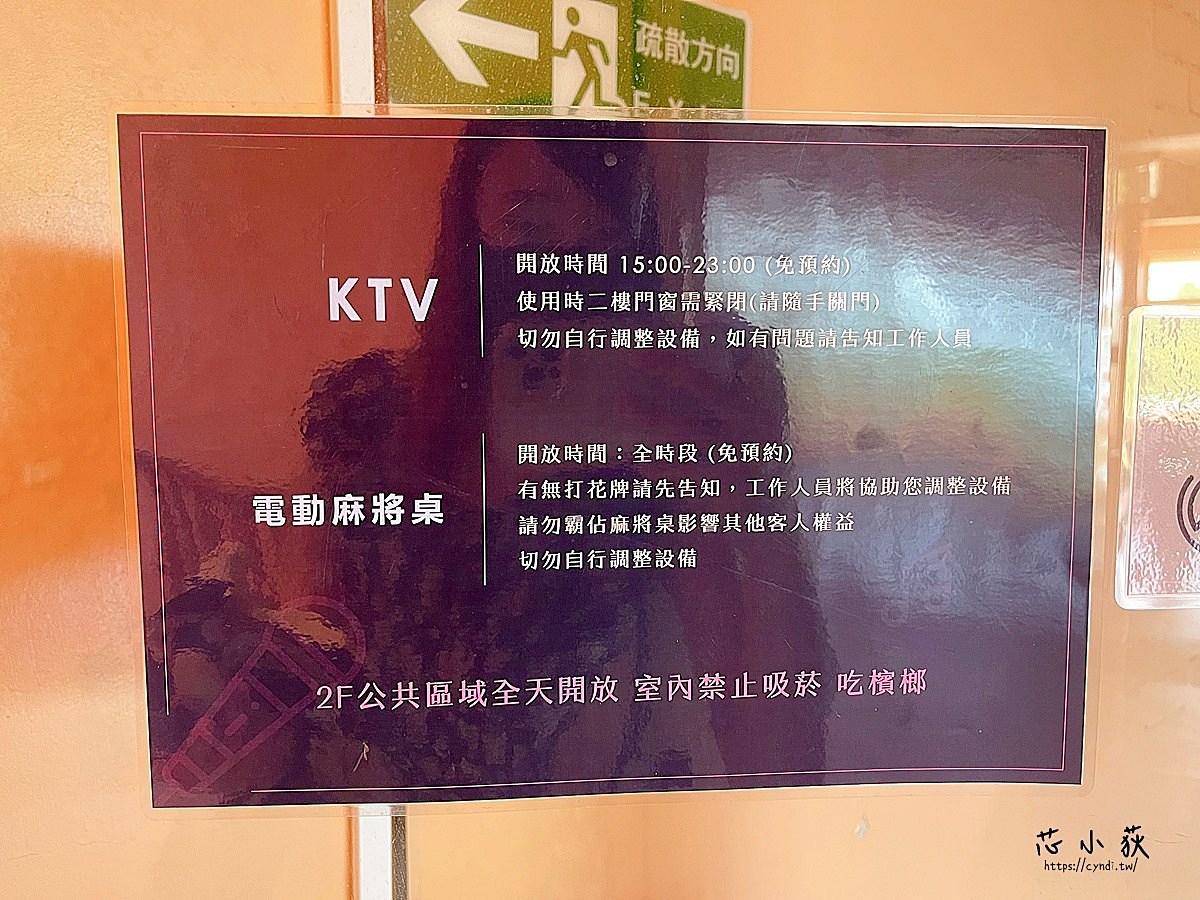 疏散方向
KTV
開放時間 15:00-23:00 (免預約)
使用時二樓門窗需緊閉(請隨手關門)
切勿自行調整設備，如有問題請告知工作人員
電動麻將桌
開放時間：全時段 (免預約)
有無打花牌請先告知，工作人員將協助您調整設備
請勿霸佔麻將桌影響其他客人權益
切勿自行調整設備
2F公共區域全天開放 室內禁止吸菸 吃檳榔
芯小荻
https://cyndi.tw/